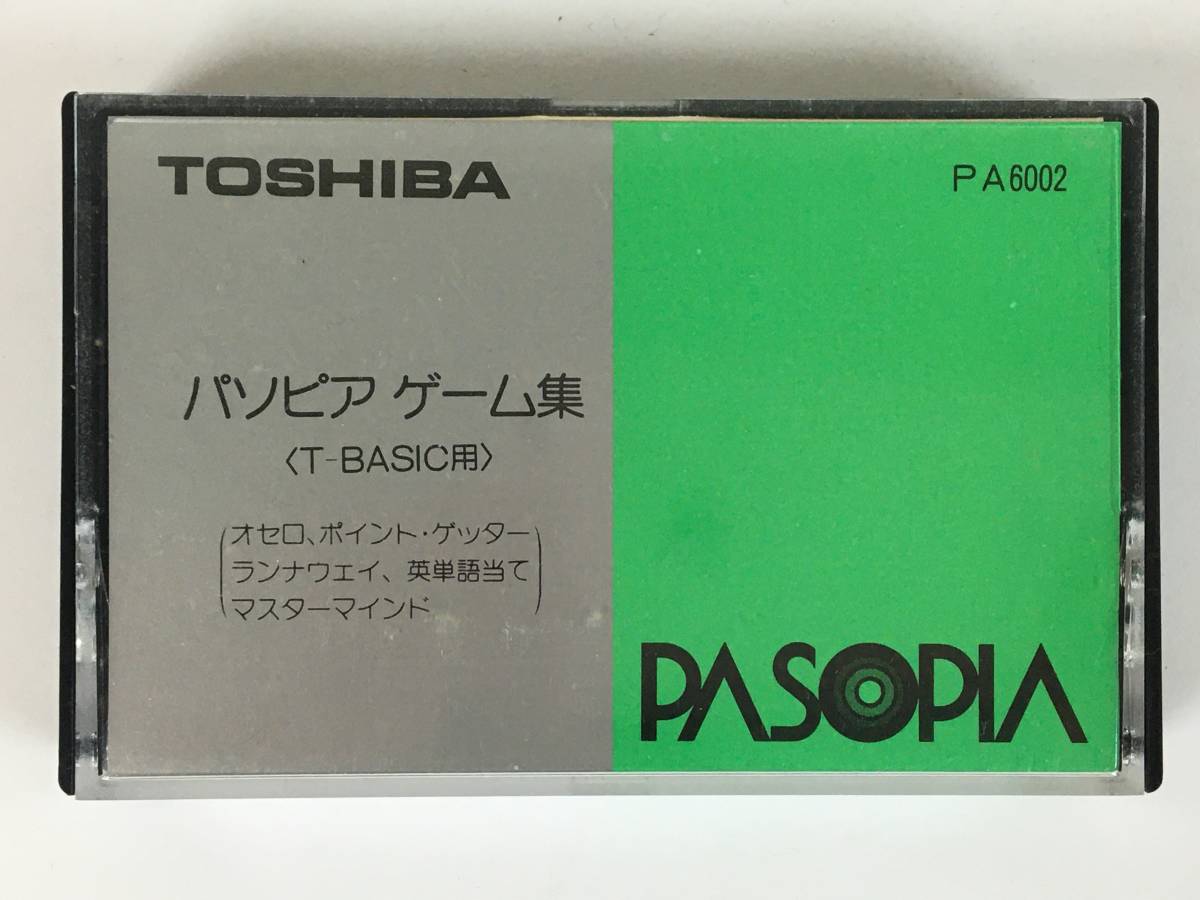 TOSHIBA
PA6002
パソピア ゲーム集
〈T-BASIC用〉
(オセロ、ポイント・ゲッター
ランナウェイ、英単語当て
マスターマインド)
PASOPIA